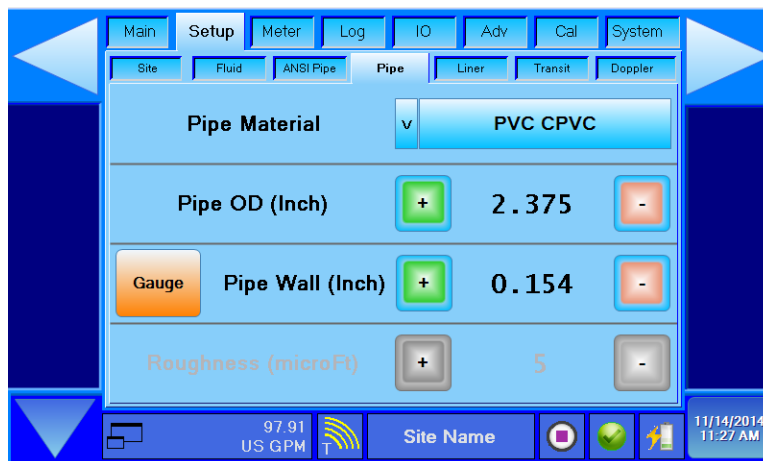 Main Setup Meter Log IO Adv Cal System
Site Fluid ANSI Pipe Pipe Liner Transit Doppler
Pipe Material v PVC CPVC
Pipe OD (Inch) + 2.375 -
Gauge Pipe Wall (Inch) + 0.154 -
Roughness (microFt) + 5 -
97.91
US GPM T Site Name
11/14/2014
11:27 AM